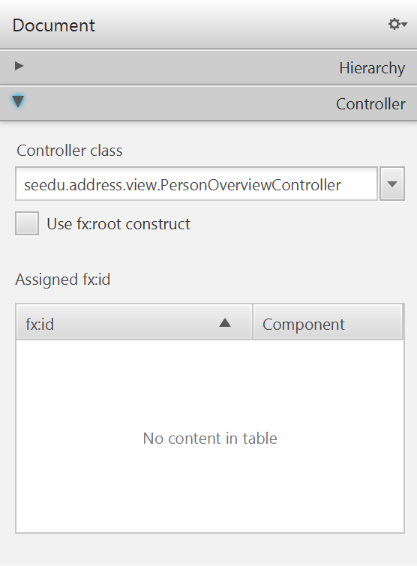 Document
Hierarchy
Controller
Controller class
seedu.address.view.PersonOverviewController
Use fx:root construct
Assigned fx:id
fx:id Component
No content in table